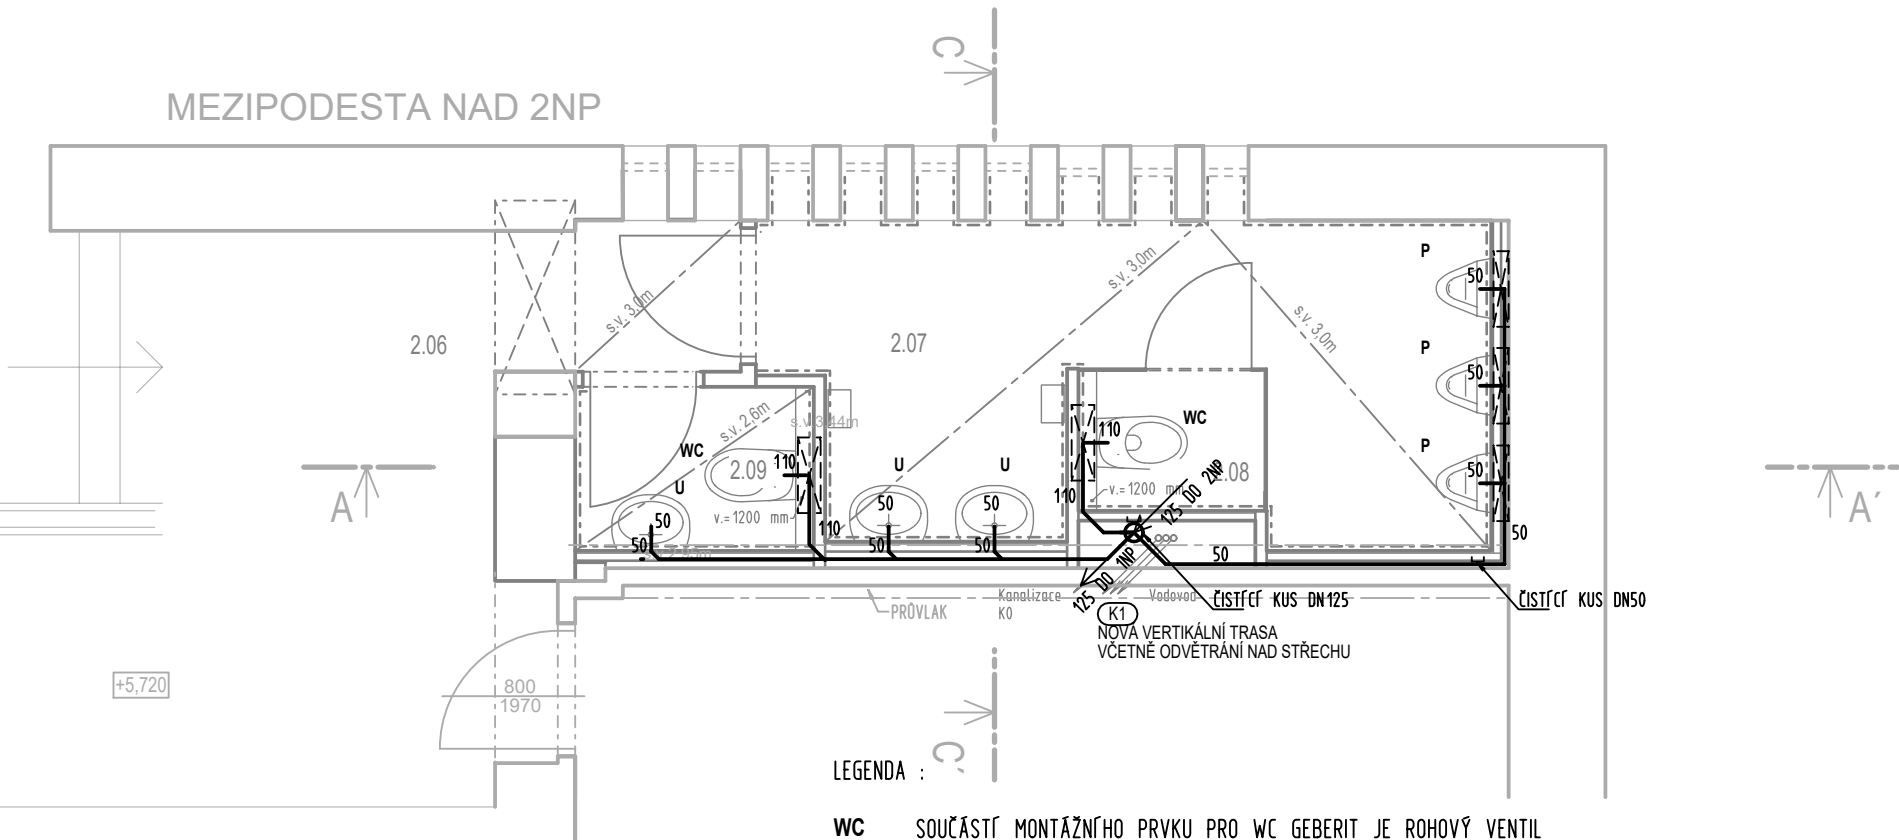 C
MEZIPODESTA NAD 2NP
P
50
s.v. 3,0m
s.v. 3,0m
s.v. 3,0m
2.06
2.07
P
50
s.v. 2,6m
s.v.3,44m
WC
110
WC
P
50
2.09
110
U
U
U
2.08
A
A´
v.=1200 mm
110
v.=1200 mm
110
125 DO 2NP
50
50
50
50
50
50
50
50
125 DO 1NP
Kanalizace
K0
Vodovod
PRŮVLAK
K1
ČISTÍCÍ KUS DN125
ČISTÍCÍ KUS DN50
NOVÁ VERTIKÁLNÍ TRASA
VČETNĚ ODVĚTRÁNÍ NAD STŘECHU
+5,720
800
1970
C´
LEGENDA :
WC SOUČÁSTÍ MONTÁŽNÍHO PRVKU PRO WC GEBERIT JE ROHOVÝ VENTIL